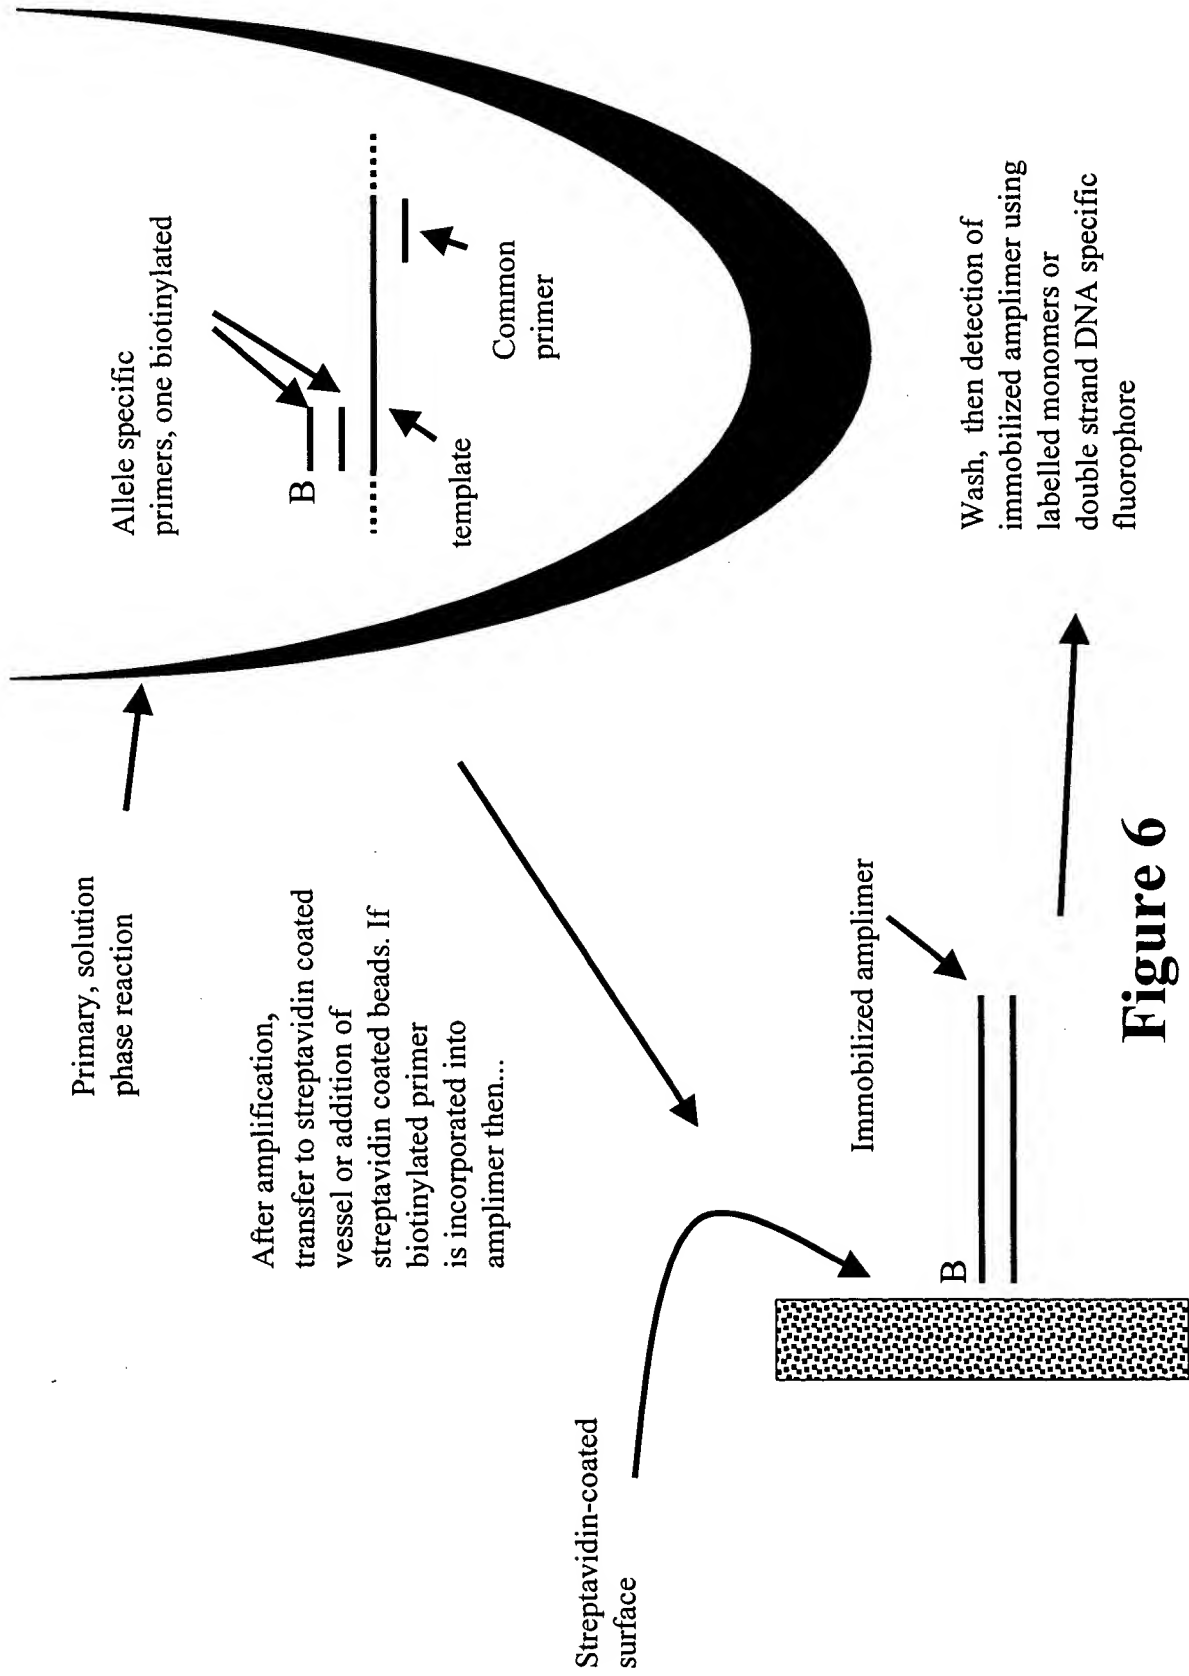 Primary, solution
phase reaction
Allele specific
primers, one biotinylated
B
template
Common
primer
After amplification,
transfer to streptavidin coated
vessel or addition of
streptavidin coated beads. If
biotinylated primer
is incorporated into
amplimer then...
Streptavidin-coated
surface
B
Immobilized amplimer
Wash, then detection of
immobilized amplimer using
labelled monomers or
double strand DNA specific
fluorophore
Figure 6